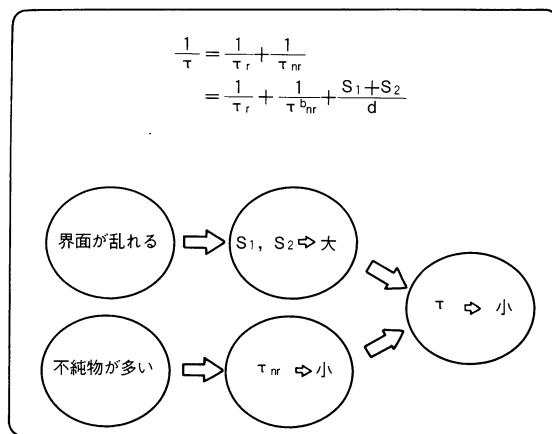 1/τ = 1/τr + 1/τnr
= 1/τr + 1/τᵇnr + (S1+S2)/d
界面が乱れる
S1, S2 ⇨ 大
τ ⇨ 小
不純物が多い
τnr ⇨ 小